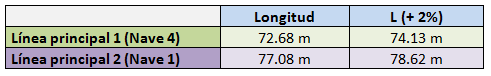 Longitud L (+ 2%)
Línea principal 1 (Nave 4) 72.68 m 74.13 m
Línea principal 2 (Nave 1) 77.08 m 78.62 m